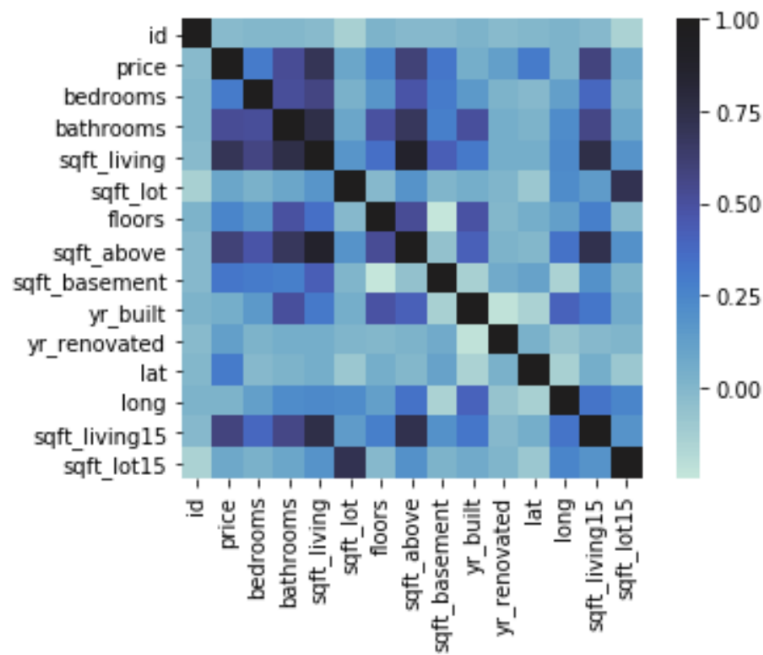 id
price
bedrooms
bathrooms
sqft_living
sqft_lot
floors
sqft_above
sqft_basement
yr_built
yr_renovated
lat
long
sqft_living15
sqft_lot15
id
price
bedrooms
bathrooms
sqft_living
sqft_lot
floors
sqft_above
sqft_basement
yr_built
yr_renovated
lat
long
sqft_living15
sqft_lot15
1.00
0.75
0.50
0.25
0.00